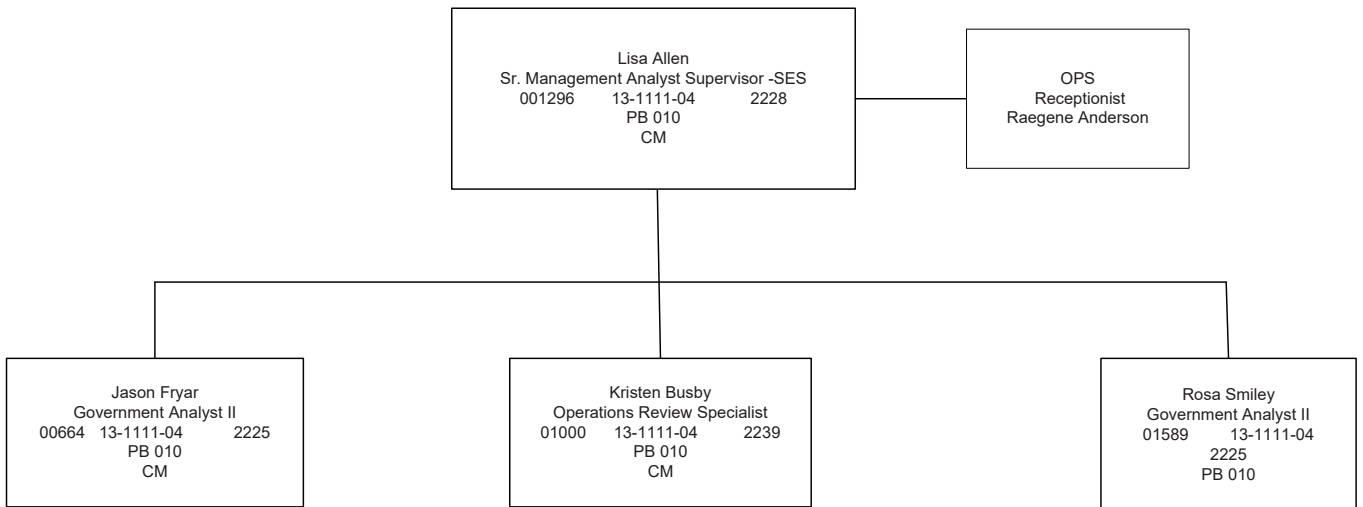 Lisa Allen
Sr. Management Analyst Supervisor -SES
001296 13-1111-04 2228
PB 010
CM
OPS
Receptionist
Raegene Anderson
Jason Fryar
Government Analyst II
00664 13-1111-04 2225
PB 010
CM
Kristen Busby
Operations Review Specialist
01000 13-1111-04 2239
PB 010
CM
Rosa Smiley
Government Analyst II
01589 13-1111-04
2225
PB 010